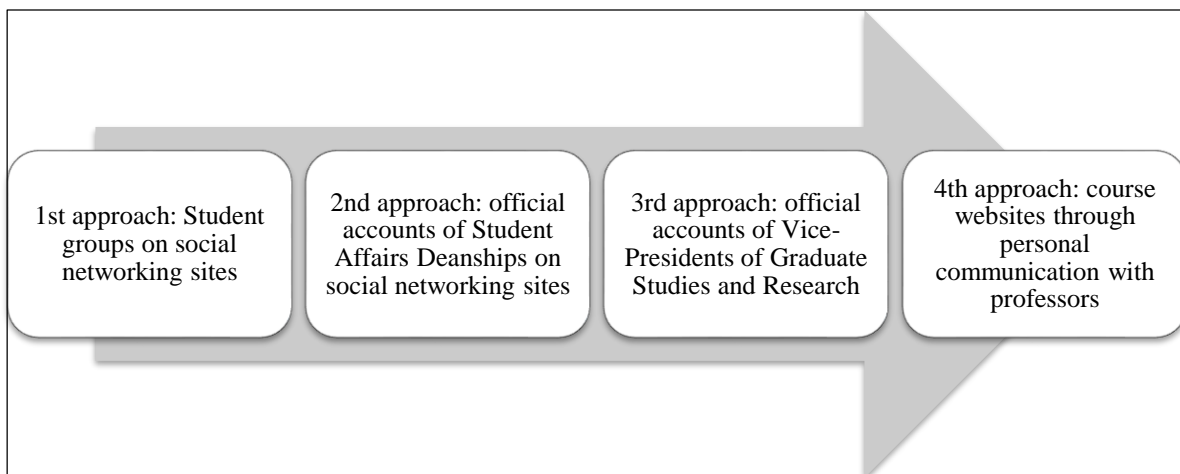 1st approach: Student
groups on social
networking sites
2nd approach: official
accounts of Student
Affairs Deanships on
social networking sites
3rd approach: official
accounts of Vice-
Presidents of Graduate
Studies and Research
4th approach: course
websites through
personal
communication with
professors